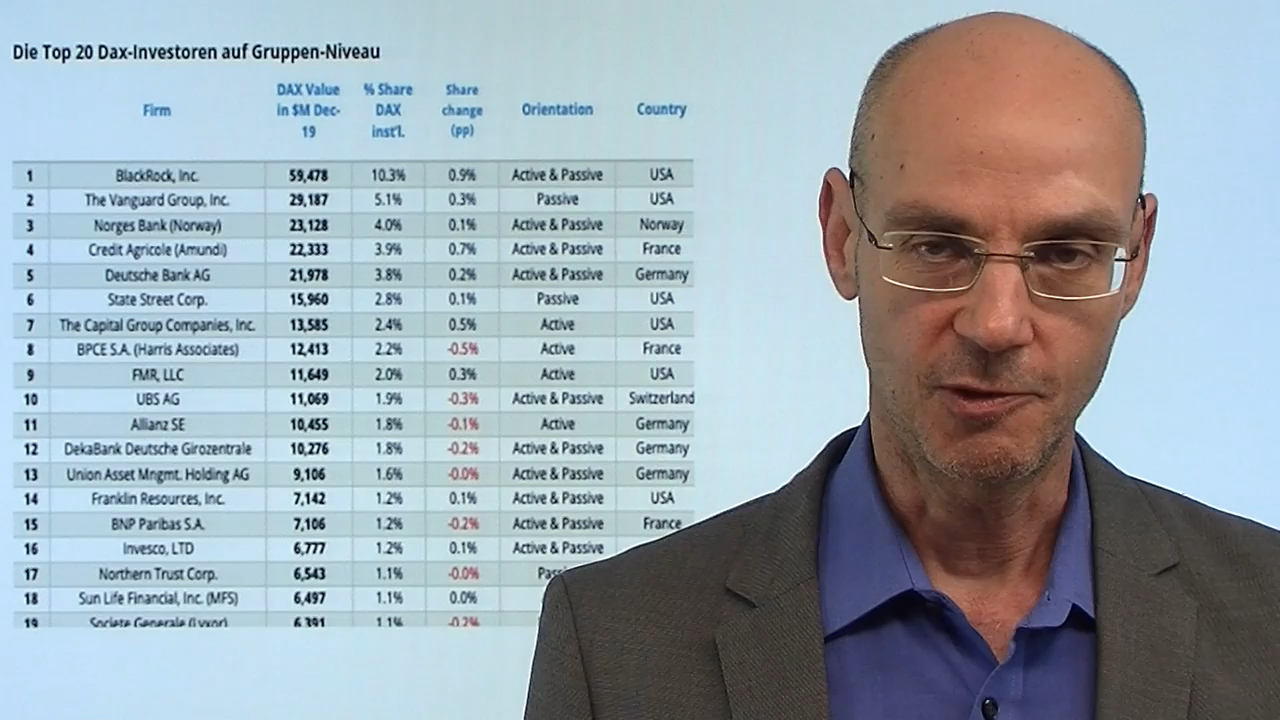 Die Top 20 Dax-Investoren auf Gruppen-Niveau
Firm DAX Value in $M Dec-19 % Share DAX inst'l. Share change (pp) Orientation Country
1 BlackRock, Inc. 59,478 10.3% 0.9% Active & Passive USA
2 The Vanguard Group, Inc. 29,187 5.1% 0.3% Passive USA
3 Norges Bank (Norway) 23,128 4.0% 0.1% Active & Passive Norway
4 Credit Agricole (Amundi) 22,333 3.9% 0.7% Active & Passive France
5 Deutsche Bank AG 21,978 3.8% 0.2% Active & Passive Germany
6 State Street Corp. 15,960 2.8% 0.1% Passive USA
7 The Capital Group Companies, Inc. 13,585 2.4% 0.5% Active USA
8 BPCE S.A. (Harris Associates) 12,413 2.2% -0.5% Active France
9 FMR, LLC 11,649 2.0% 0.3% Active USA
10 UBS AG 11,069 1.9% -0.3% Active & Passive Switzerland
11 Allianz SE 10,455 1.8% -0.1% Active Germany
12 DekaBank Deutsche Girozentrale 10,276 1.8% -0.2% Active & Passive Germany
13 Union Asset Mngmt. Holding AG 9,106 1.6% -0.0% Active & Passive Germany
14 Franklin Resources, Inc. 7,142 1.2% 0.1% Active & Passive USA
15 BNP Paribas S.A. 7,106 1.2% -0.2% Active & Passive France
16 Invesco, LTD 6,777 1.2% 0.1% Active & Passive
17 Northern Trust Corp. 6,543 1.1% -0.0% Pass
18 Sun Life Financial, Inc. (MFS) 6,497 1.1% 0.0%
19 Societe Generale (Lyxor) 6,391 1.1% -0.2%